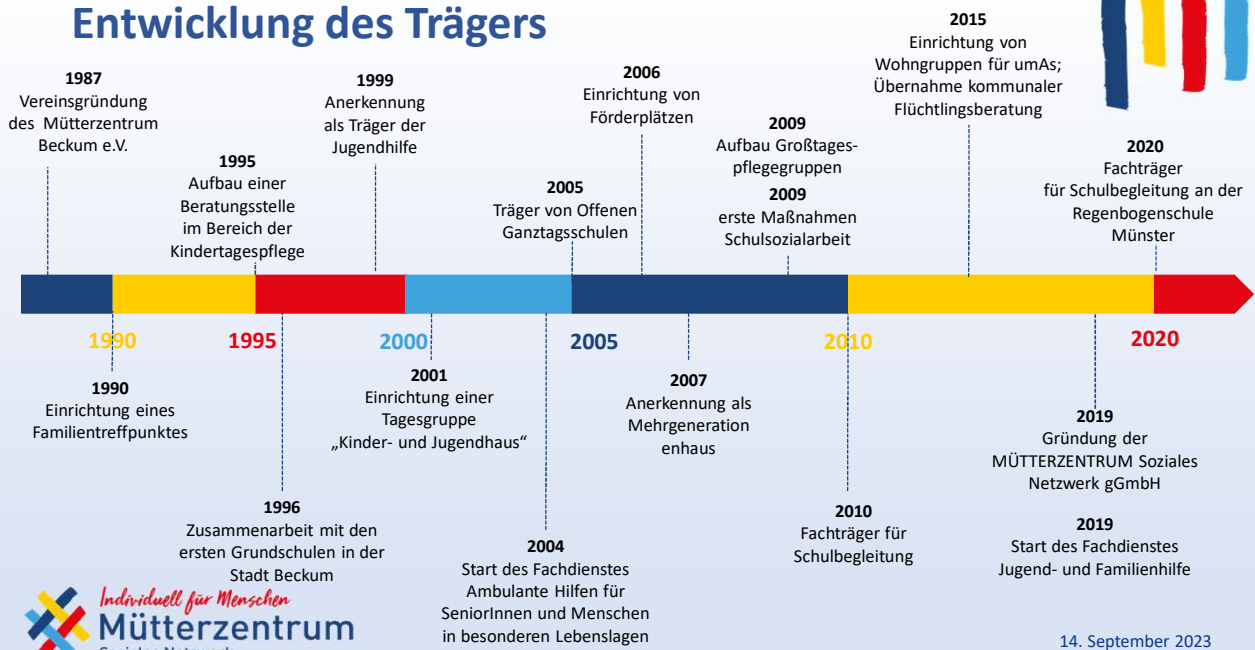 Entwicklung des Trägers
1987
Vereinsgründung
des Mütterzentrum
Beckum e.V.
1995
Aufbau einer
Beratungsstelle
im Bereich der
Kindertagespflege
1999
Anerkennung
als Träger der
Jugendhilfe
2005
Träger von Offenen
Ganztagsschulen
2006
Einrichtung von
Förderplätzen
2009
Aufbau Großtages-
pflegegruppen
2009
erste Maßnahmen
Schulsozialarbeit
2015
Einrichtung von
Wohngruppen für umAs;
Übernahme kommunaler
Flüchtlingsberatung
2020
Fachträger
für Schulbegleitung an der
Regenbogenschule
Münster
1990
1995
2000
2005
2010
2020
1990
Einrichtung eines
Familientreffpunktes
1996
Zusammenarbeit mit den
ersten Grundschulen in der
Stadt Beckum
2001
Einrichtung einer
Tagesgruppe
„Kinder- und Jugendhaus“
2004
Start des Fachdienstes
Ambulante Hilfen für
SeniorInnen und Menschen
in besonderen Lebenslagen
2007
Anerkennung als
Mehrgeneration
enhaus
2010
Fachträger für
Schulbegleitung
2019
Gründung der
MÜTTERZENTRUM Soziales
Netzwerk gGmbH
2019
Start des Fachdienstes
Jugend- und Familienhilfe
Individuell für Menschen
Mütterzentrum
Soziales Netzwerk
14. September 2023